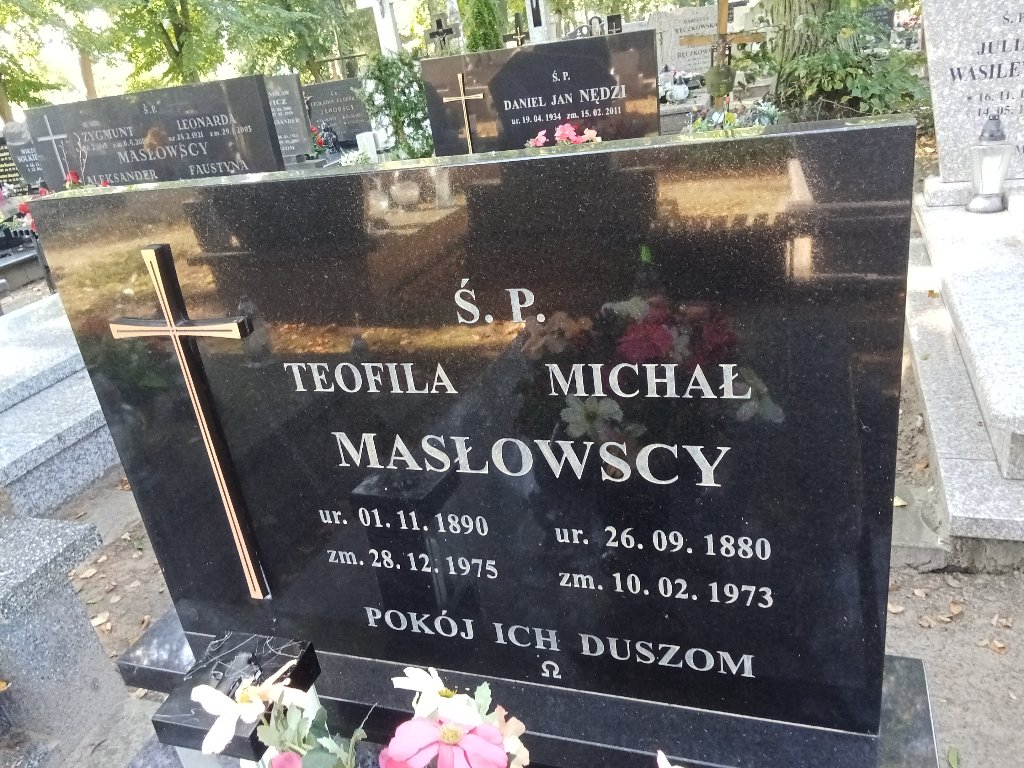 Ś. P.
TEOFILA MICHAŁ
MASŁOWSCY
ur. 01. 11. 1890 ur. 26. 09. 1880
zm. 28. 12. 1975 zm. 10. 02. 1973
POKÓJ ICH DUSZOM
Ω
Ś. P.
DANIEL JAN NĘDZI
ur. 19. 04. 1934 zm. 15. 02. 2011
Ś. P.
ZYGMUNT LEONARDA
MASŁOWSCY
ALEKSANDER FAUSTYNA